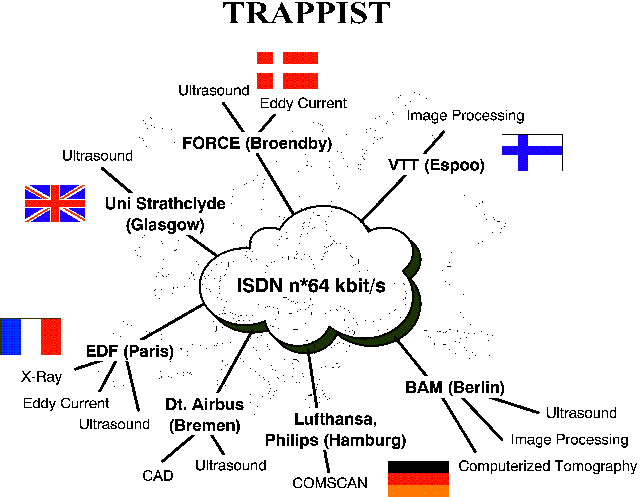 TRAPPIST
Ultrasound
Eddy Current
FORCE (Broendby)
Image Processing
VTT (Espoo)
Ultrasound
Uni Strathclyde
(Glasgow)
ISDN n*64 kbit/s
EDF (Paris)
X-Ray
Eddy Current
Ultrasound
Dt. Airbus
(Bremen)
CAD
Ultrasound
Lufthansa,
Philips (Hamburg)
COMSCAN
BAM (Berlin)
Ultrasound
Image Processing
Computerized Tomography